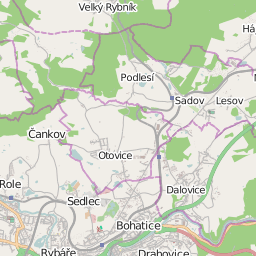 Velký Rybník
Há
Podlesí
Sadov
Lesov
Čankov
Otovice
Role
Dalovice
Sedlec
Bohatice
Rybáře
Drahovice